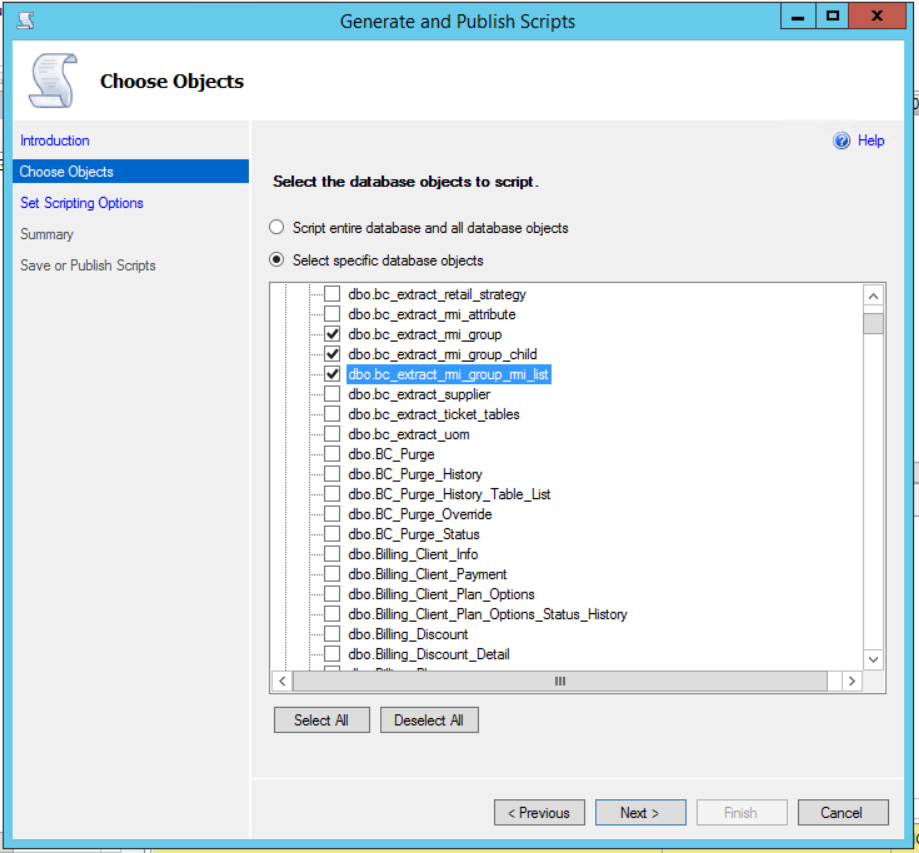 Generate and Publish Scripts
Choose Objects
Introduction
Help
Choose Objects
Select the database objects to script.
Set Scripting Options
Script entire database and all database objects
Summary
Select specific database objects
Save or Publish Scripts
dbo.bc_extract_retail_strategy
dbo.bc_extract_rmi_attribute
dbo.bc_extract_rmi_group
dbo.bc_extract_rmi_group_child
dbo.bc_extract_rmi_group_rmi_list
dbo.bc_extract_supplier
dbo.bc_extract_ticket_tables
dbo.bc_extract_uom
dbo.BC_Purge
dbo.BC_Purge_History
dbo.BC_Purge_History_Table_List
dbo.BC_Purge_Override
dbo.BC_Purge_Status
dbo.Billing_Client_Info
dbo.Billing_Client_Payment
dbo.Billing_Client_Plan_Options
dbo.Billing_Client_Plan_Options_Status_History
dbo.Billing_Discount
dbo.Billing_Discount_Detail
Select All Deselect All
< Previous Next > Finish Cancel